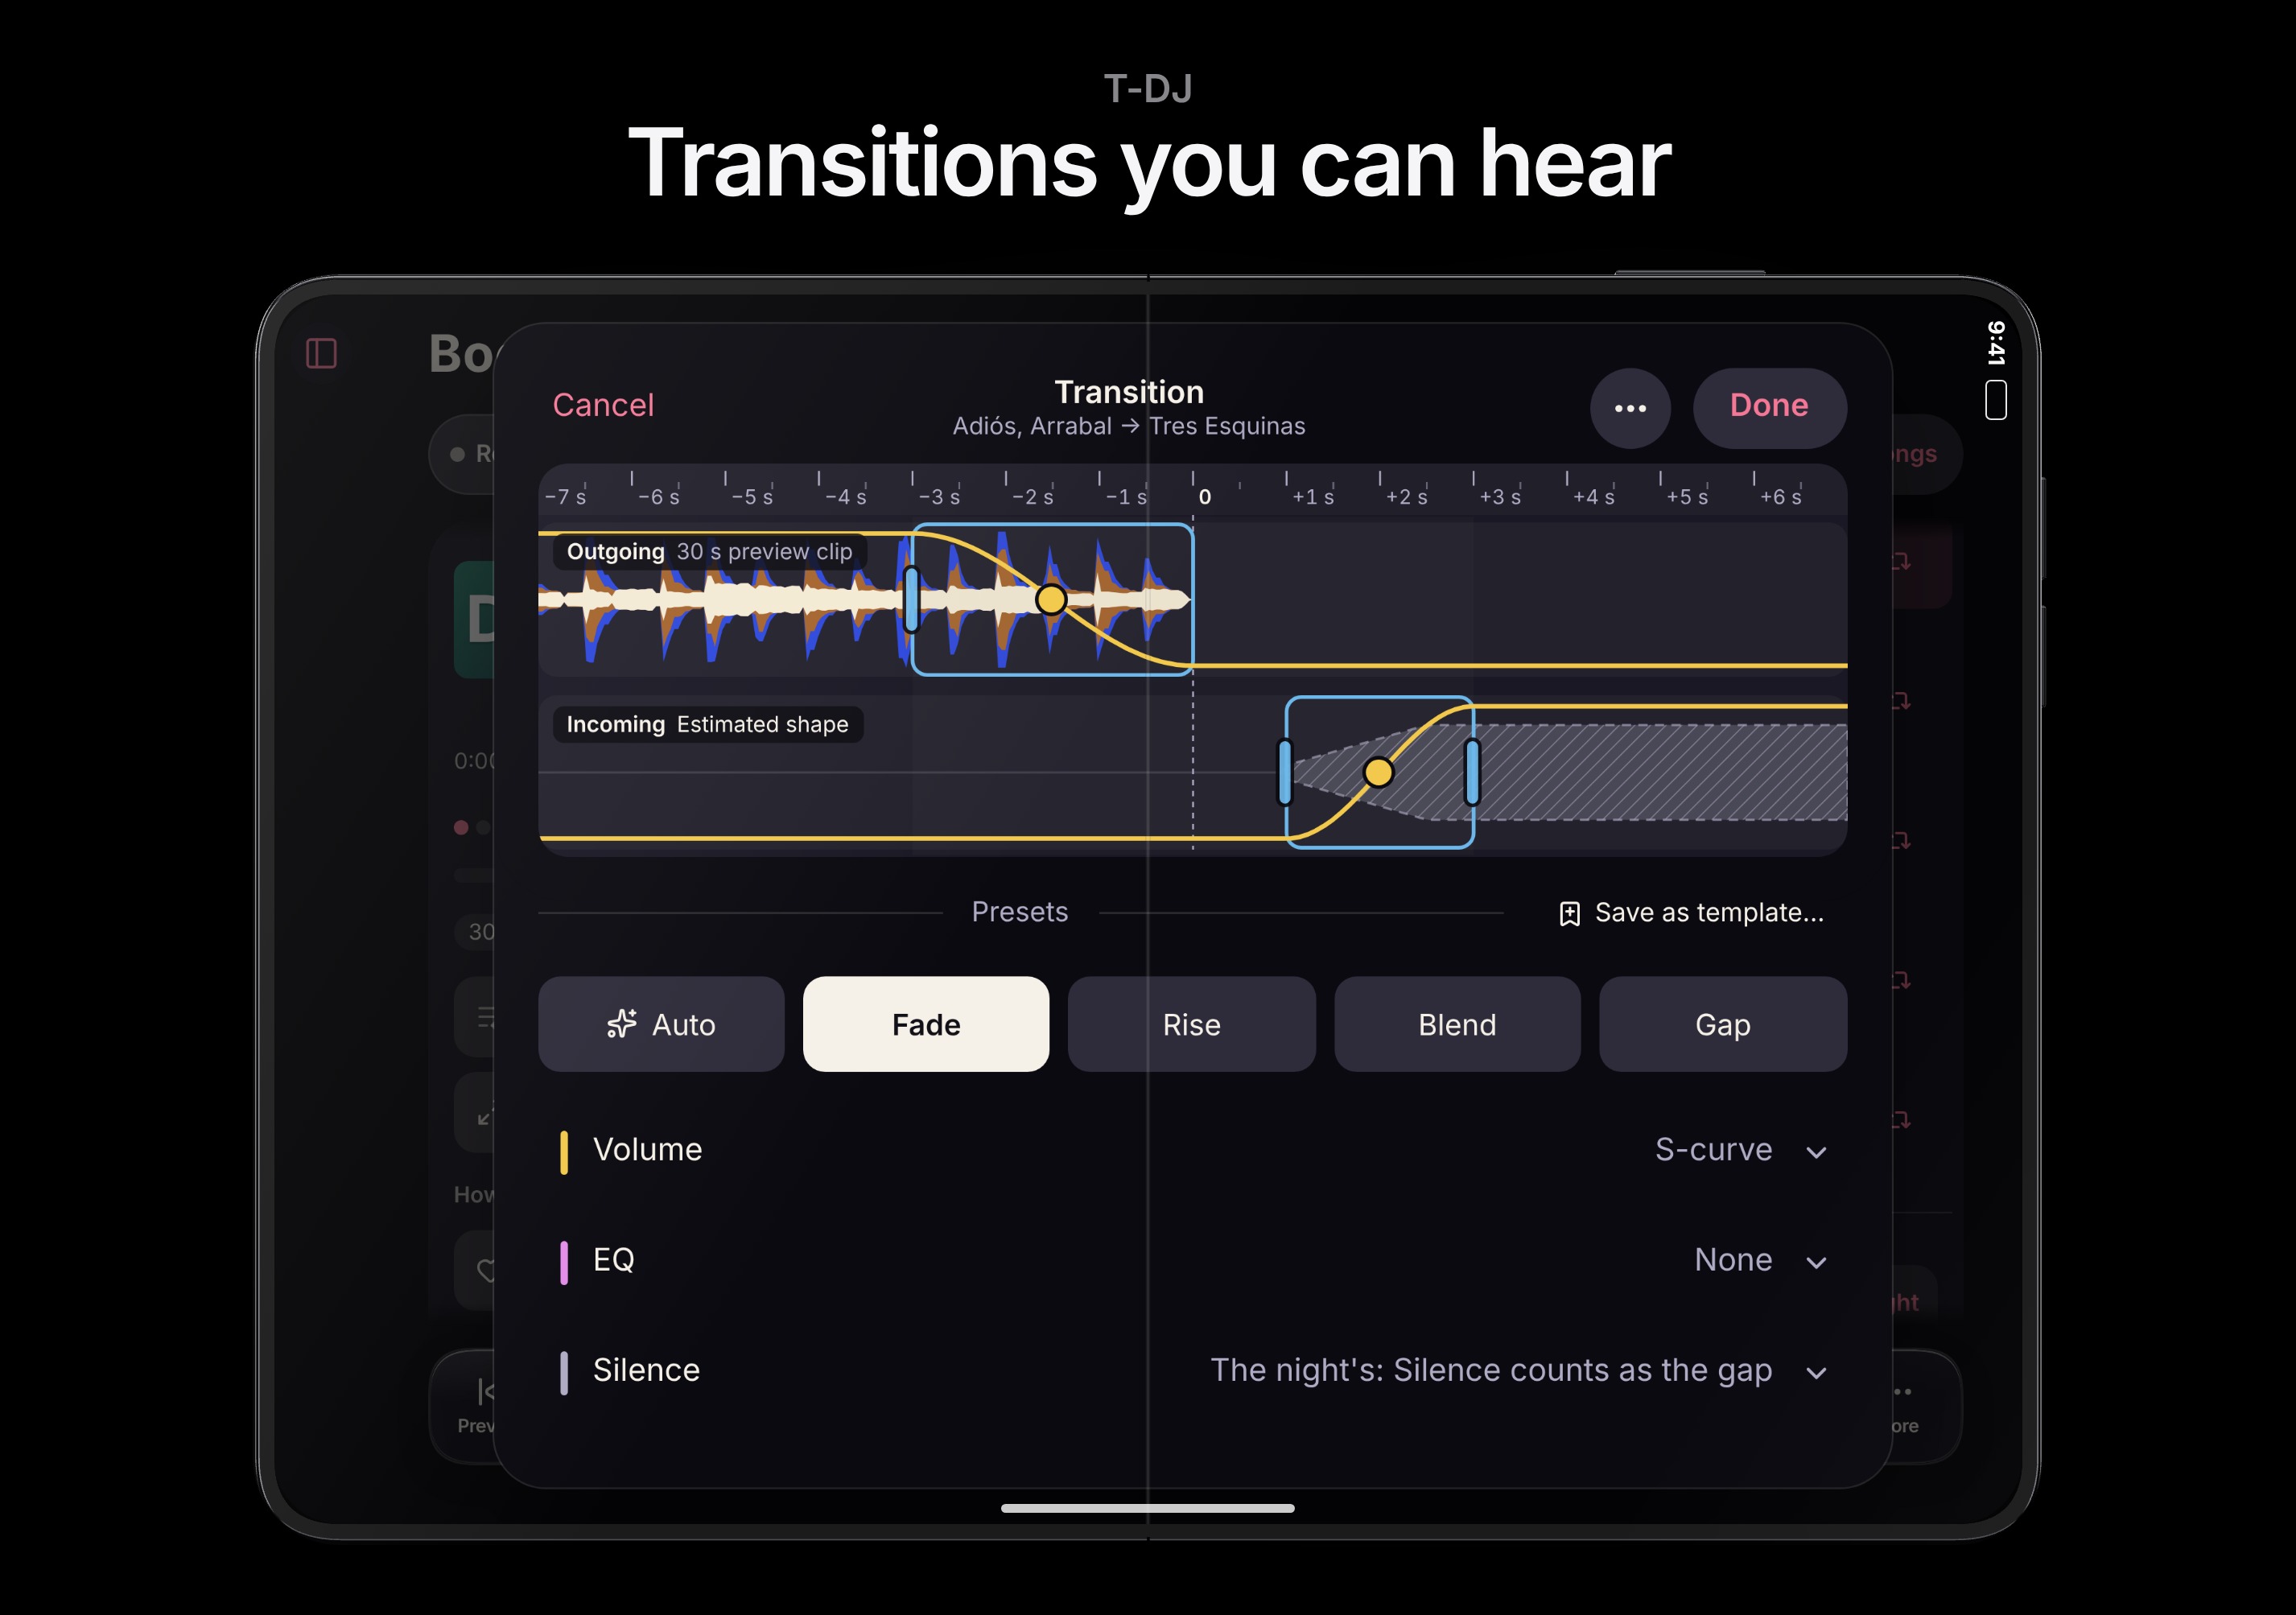 T-DJ
Transitions you can hear
9:41
Cancel
Transition
Adiós, Arrabal → Tres Esquinas
Done
−7 s −6 s −5 s −4 s −3 s −2 s −1 s 0 +1 s +2 s +3 s +4 s +5 s +6 s
Outgoing 30 s preview clip
Incoming Estimated shape
Presets
Save as template...
Auto
Fade
Rise
Blend
Gap
Volume
S-curve
EQ
None
Silence
The night's: Silence counts as the gap